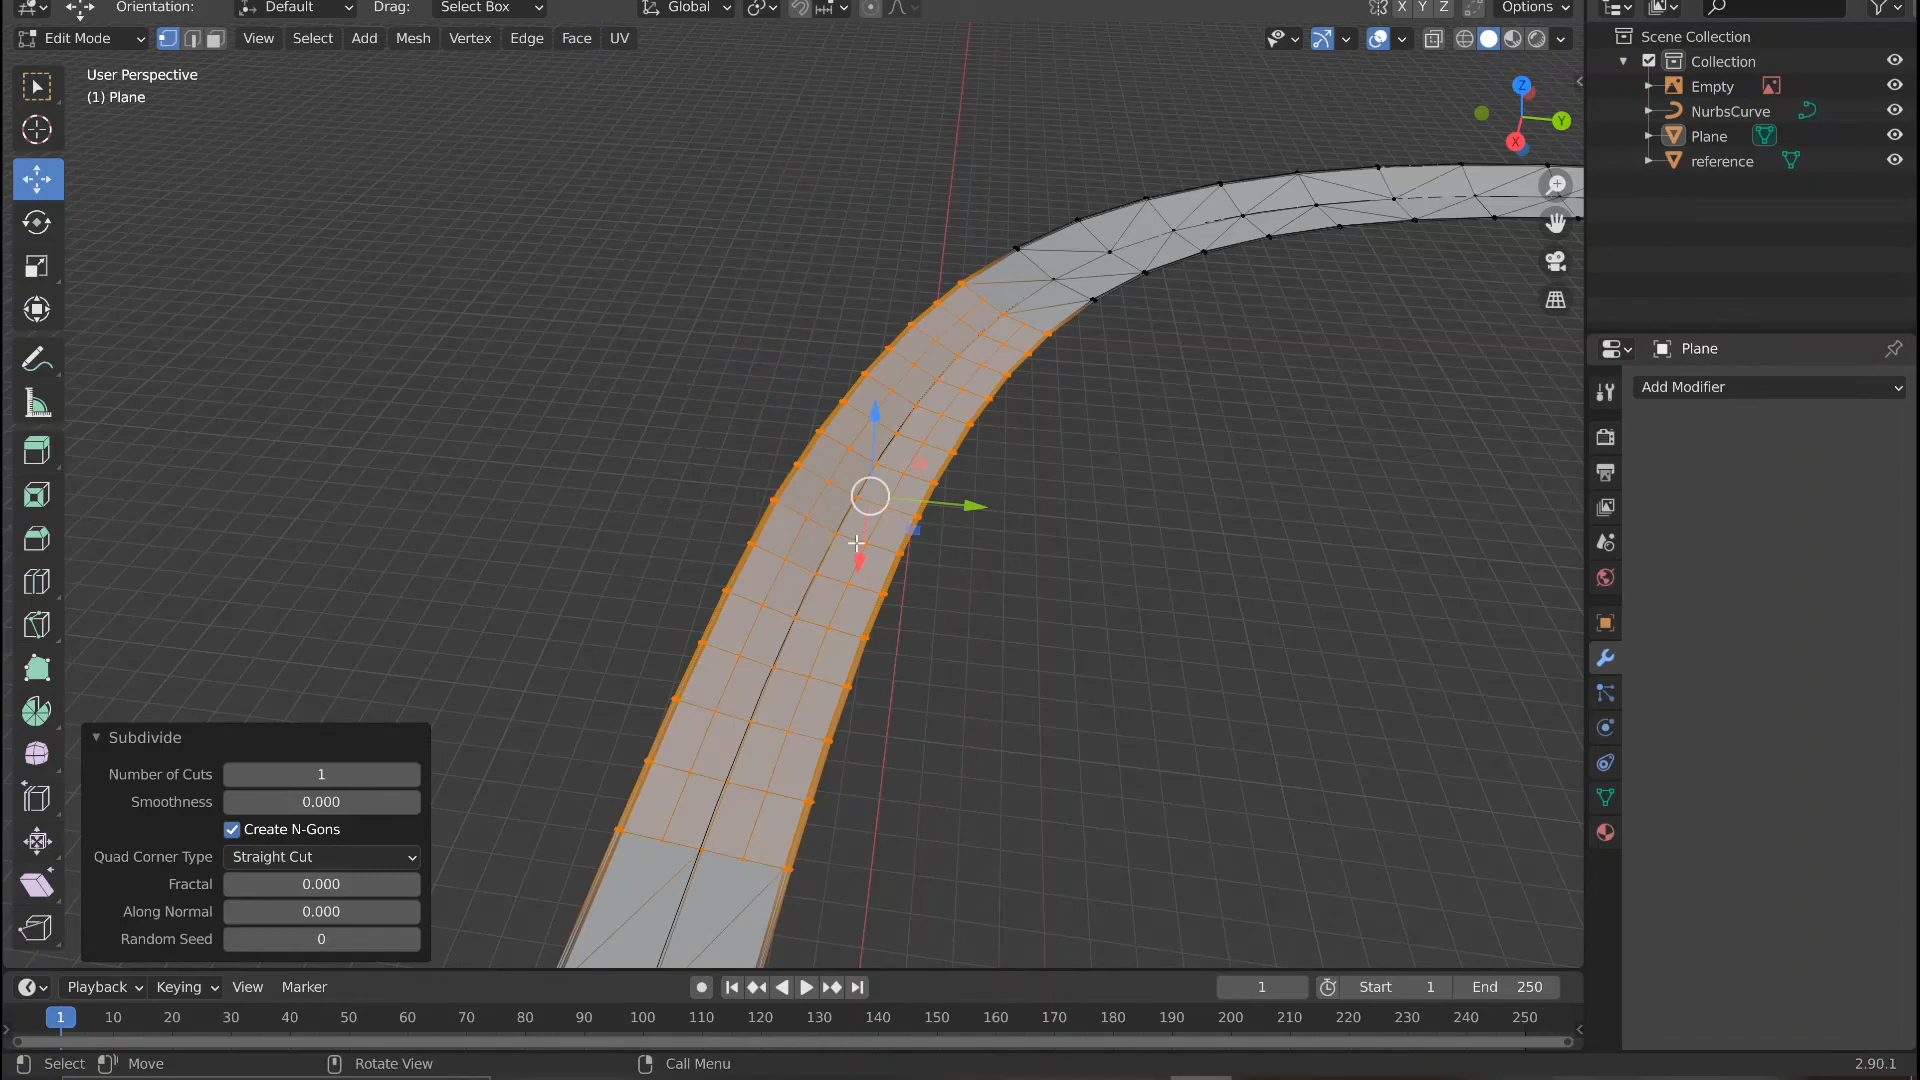 Orientation: Default Drag: Select Box Global X Y Z Options
Edit Mode View Select Add Mesh Vertex Edge Face UV
User Perspective
(1) Plane
Z
Y
X
Scene Collection
Collection
Empty
NurbsCurve
Plane
reference
Plane
Add Modifier
Subdivide
Number of Cuts 1
Smoothness 0.000
Create N-Gons
Quad Corner Type Straight Cut
Fractal 0.000
Along Normal 0.000
Random Seed 0
Playback Keying View Marker 1 Start 1 End 250
1 10 20 30 40 50 60 70 80 90 100 110 120 130 140 150 160 170 180 190 200 210 220 230 240 250
Select Move Rotate View Call Menu 2.90.1